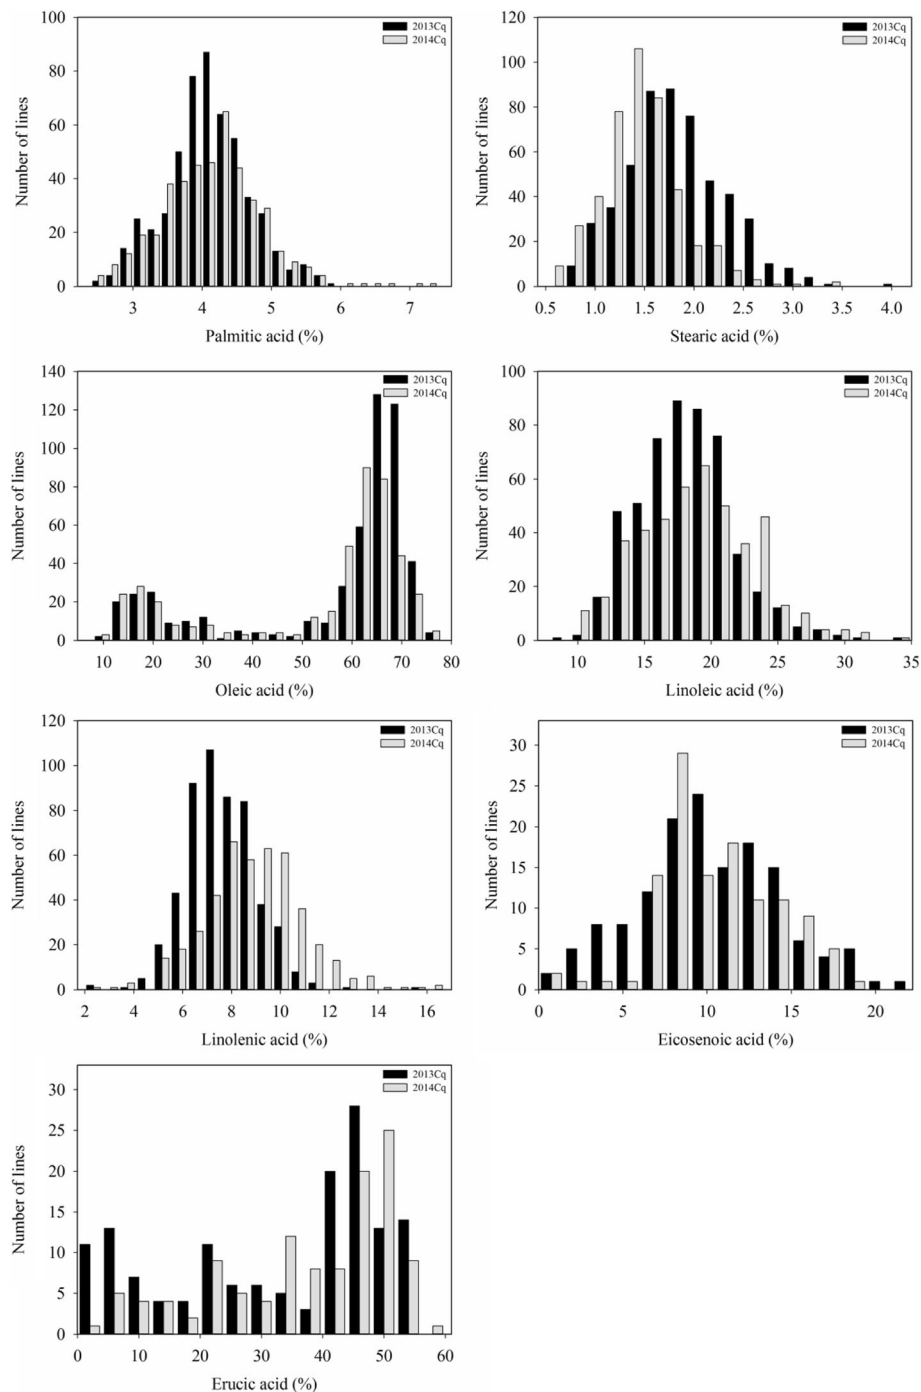 2013Cq
2014Cq
Number of lines
100
80
60
40
20
0
3 4 5 6 7
Palmitic acid (%)
2013Cq
2014Cq
Number of lines
120
100
80
60
40
20
0
0.5 1.0 1.5 2.0 2.5 3.0 3.5 4.0
Stearic acid (%)
2013Cq
2014Cq
Number of lines
140
120
100
80
60
40
20
0
10 20 30 40 50 60 70 80
Oleic acid (%)
2013Cq
2014Cq
Number of lines
100
80
60
40
20
0
10 15 20 25 30 35
Linoleic acid (%)
2013Cq
2014Cq
Number of lines
120
100
80
60
40
20
0
2 4 6 8 10 12 14 16
Linolenic acid (%)
2013Cq
2014Cq
Number of lines
30
25
20
15
10
5
0
0 5 10 15 20
Eicosenoic acid (%)
2013Cq
2014Cq
Number of lines
30
25
20
15
10
5
0
0 10 20 30 40 50 60
Erucic acid (%)